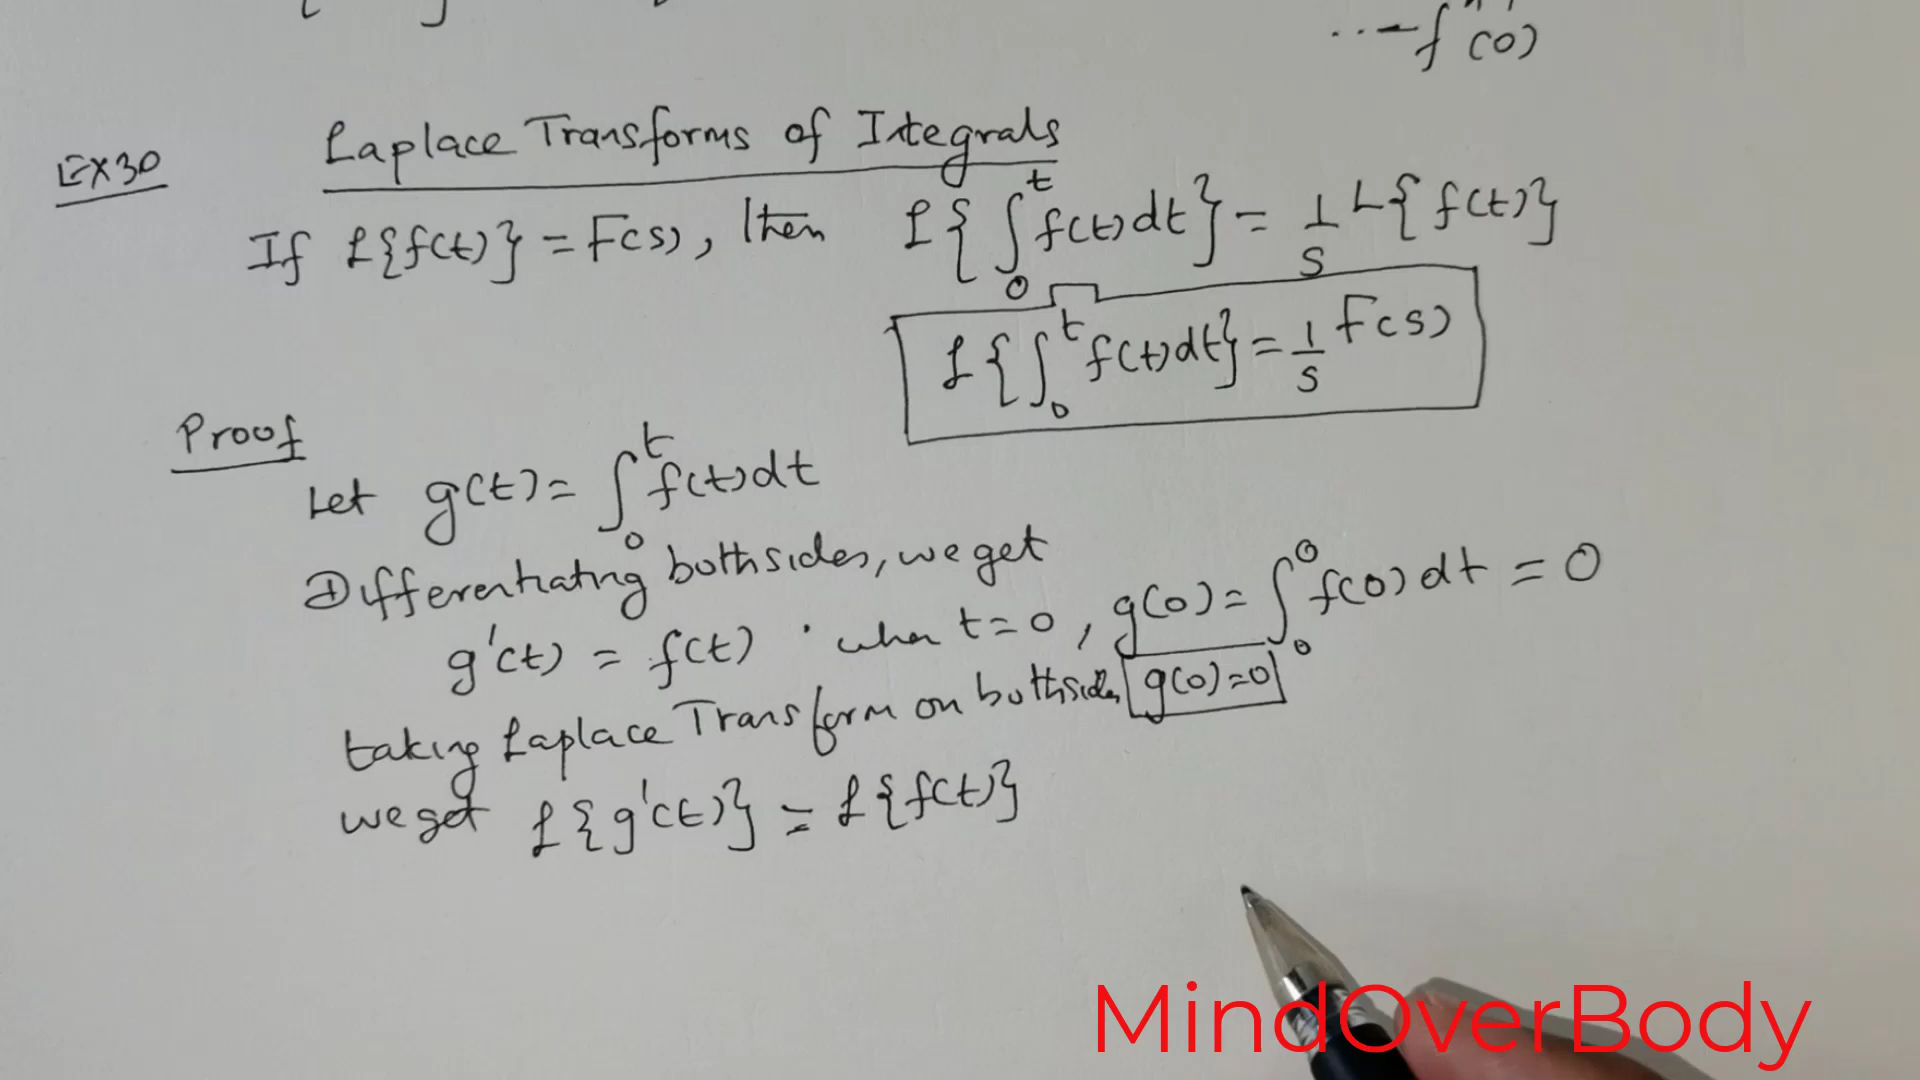 ...-f (0)
Ex30 Laplace Transforms of Integrals
If £{f(t)} = F(s), then £{∫₀ᵗ f(t)dt} = 1/s L{f(t)}
£{∫₀ᵗ f(t)dt} = 1/s F(s)
Proof
Let g(t) = ∫₀ᵗ f(t)dt
Differentiating bothsides, we get
g'(t) = f(t) . when t=0, g(0) = ∫₀⁰ f(0) dt = 0
taking Laplace Transform on bothsides g(0)=0
we get £{g'(t)} = £{f(t)}
MindOverBody